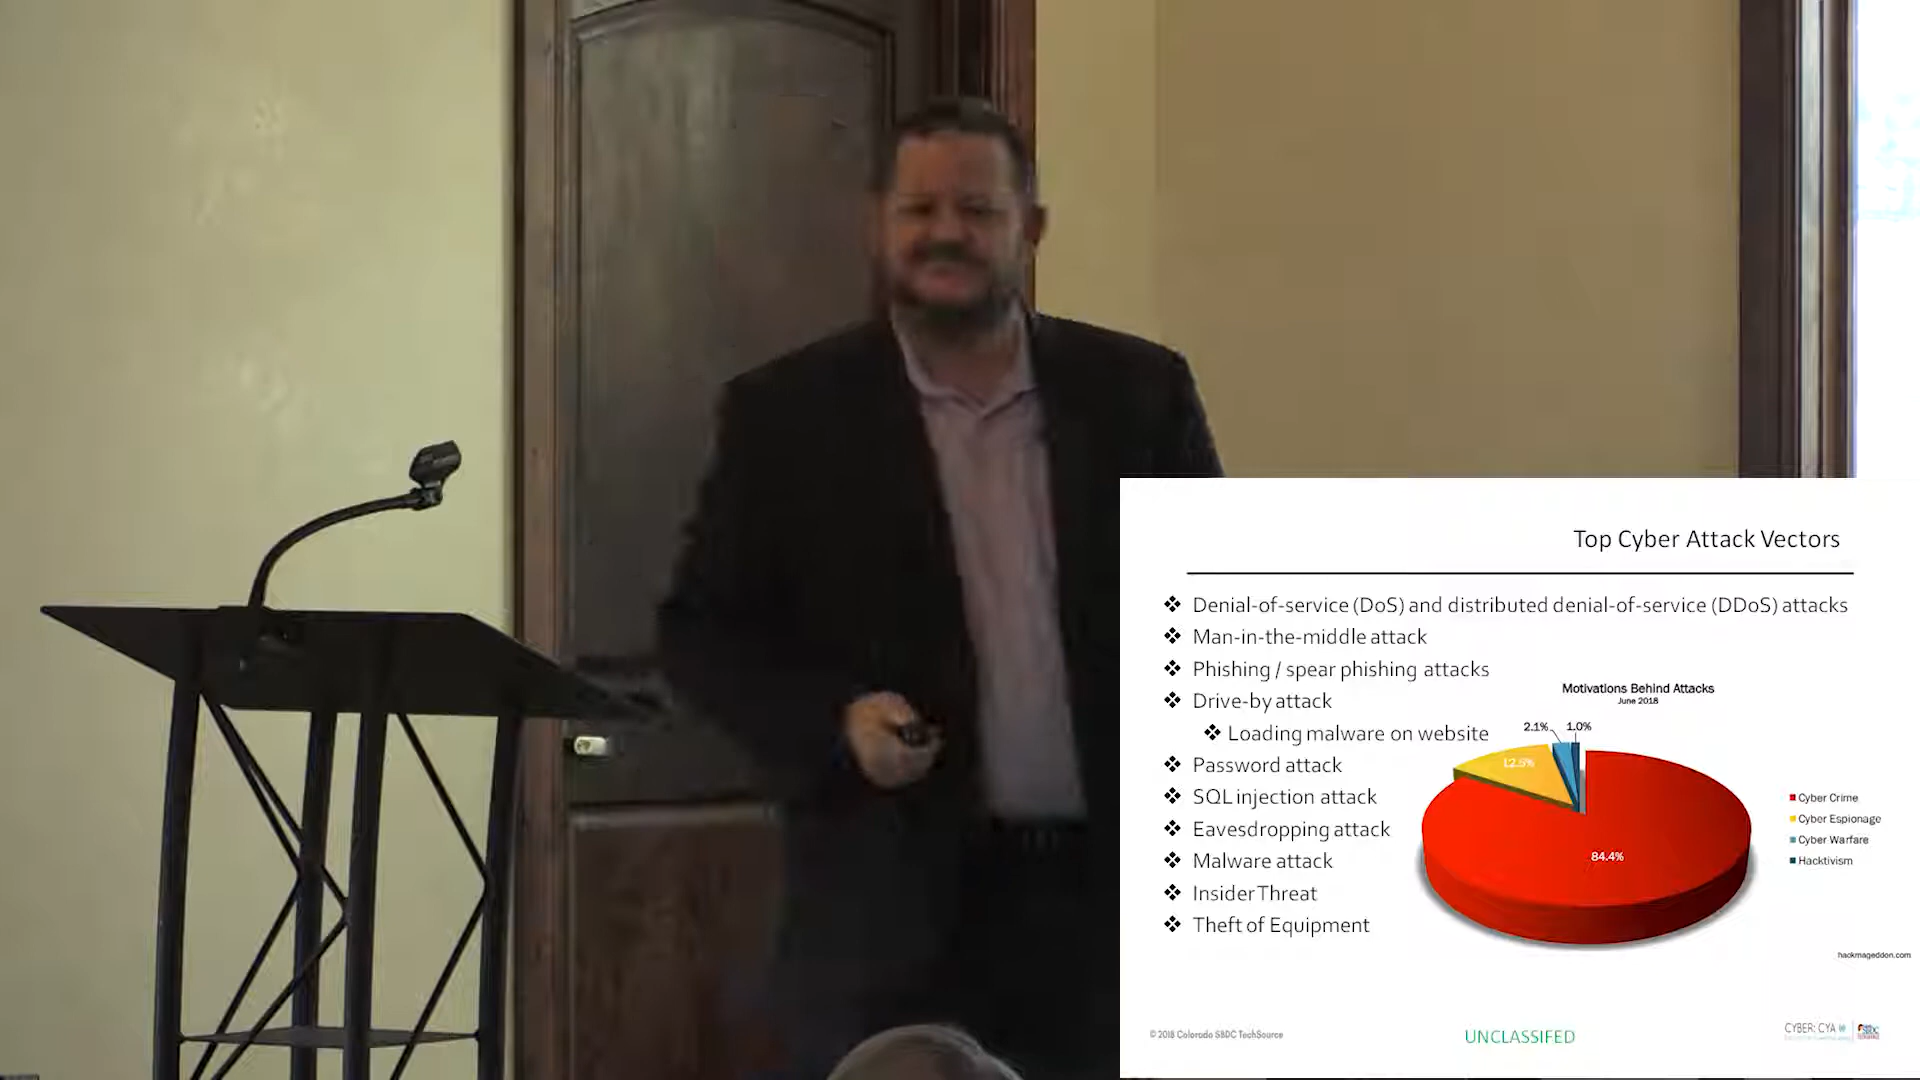 Top Cyber Attack Vectors
❖ Denial-of-service (DoS) and distributed denial-of-service (DDoS) attacks
❖ Man-in-the-middle attack
❖ Phishing / spear phishing attacks
❖ Drive-by attack
❖ Loading malware on website
❖ Password attack
❖ SQL injection attack
❖ Eavesdropping attack
❖ Malware attack
❖ Insider Threat
❖ Theft of Equipment
Motivations Behind Attacks
June 2018
2.1%
1.0%
12.5%
84.4%
Cyber Crime
Cyber Espionage
Cyber Warfare
Hacktivism
hackmageddon.com
© 2018 Colorado SBDC TechSource
UNCLASSIFED
CYBER: CYA
SBDC